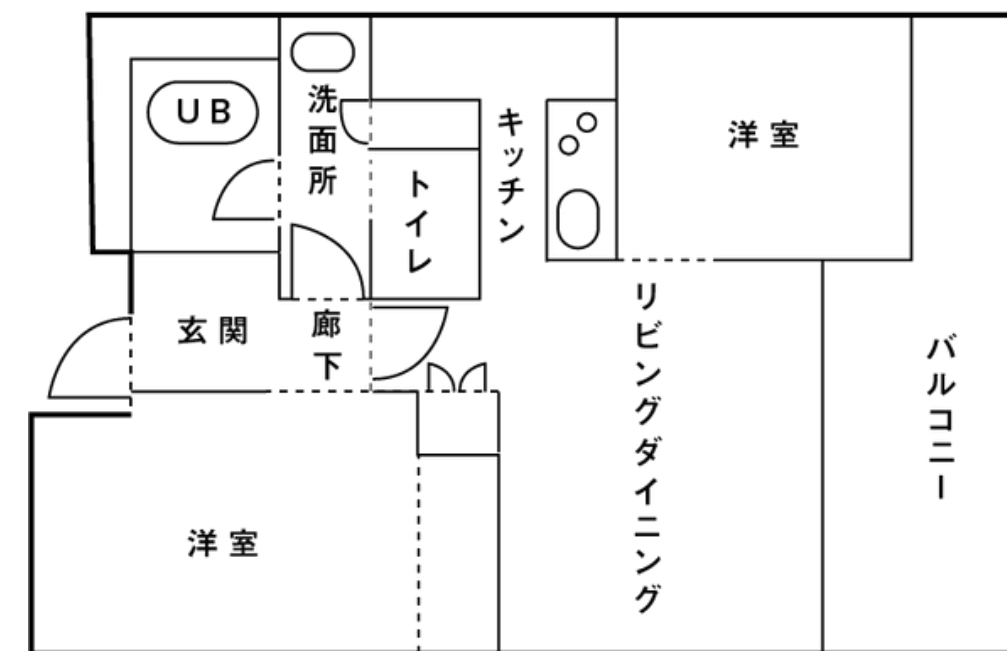 UB
洗面所
キッチン
洋室
トイレ
玄関
廊下
リビングダイニング
バルコニー
洋室